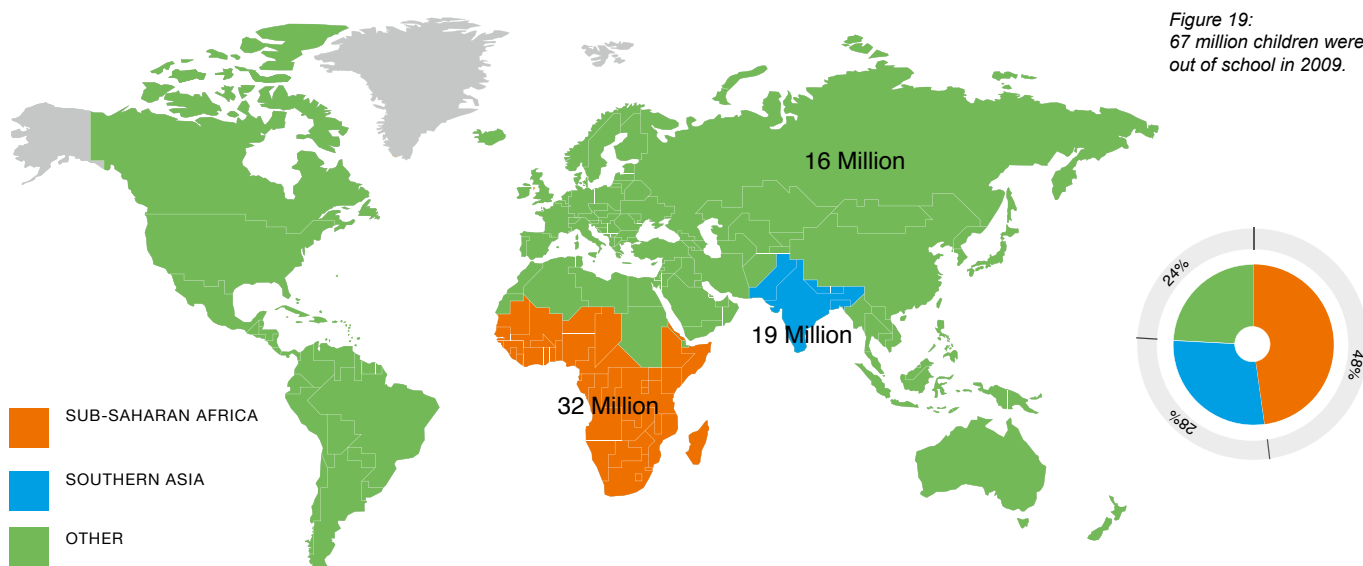 Figure 19:
67 million children were
out of school in 2009.
16 Million
19 Million
32 Million
SUB-SAHARAN AFRICA
SOUTHERN ASIA
OTHER
24%
48%
28%